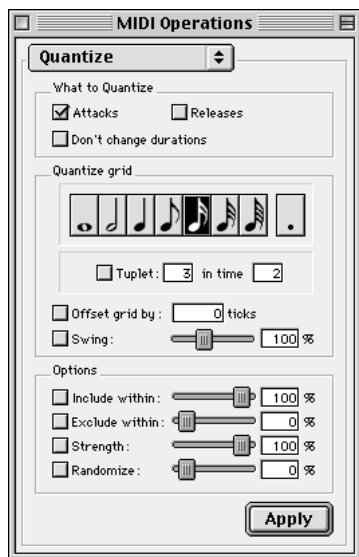 MIDI Operations
Quantize
What to Quantize
Attacks Releases
Don't change durations
Quantize grid
Tuplet: 3 in time 2
Offset grid by: 0 ticks
Swing: 100 %
Options
Include within: 100 %
Exclude within: 0 %
Strength: 100 %
Randomize: 0 %
Apply